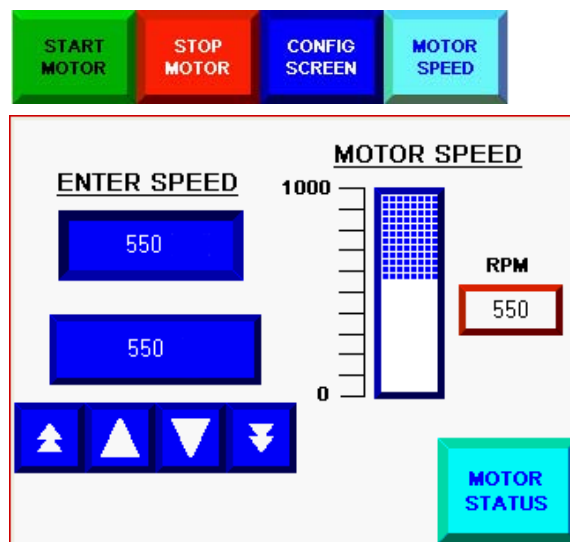 START
MOTOR
STOP
MOTOR
CONFIG
SCREEN
MOTOR
SPEED
ENTER SPEED
550
550
MOTOR SPEED
1000
0
RPM
550
MOTOR
STATUS